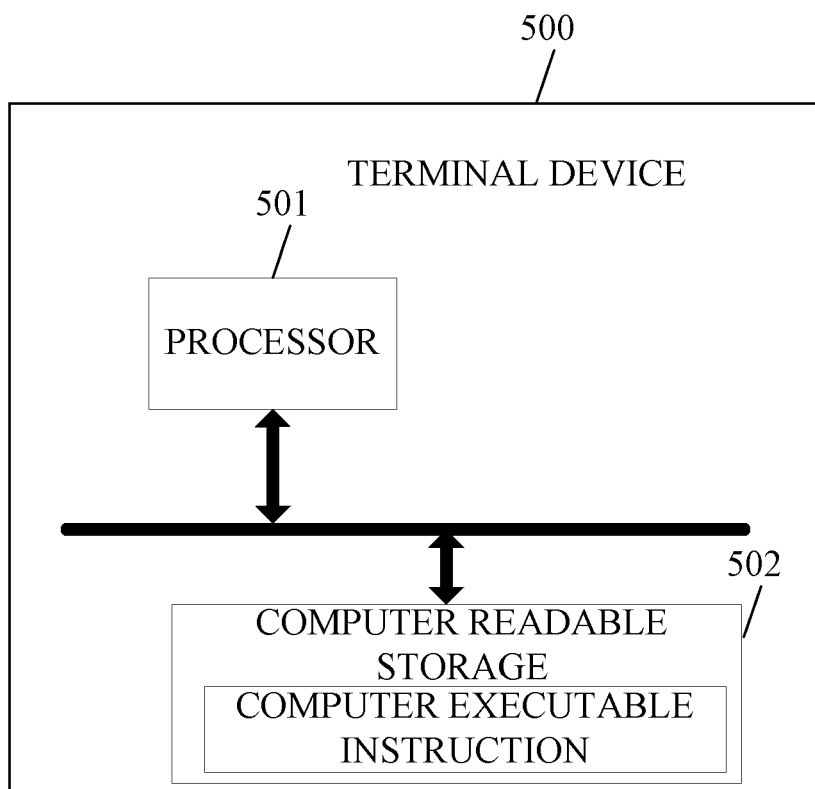 500
TERMINAL DEVICE
501
PROCESSOR
502
COMPUTER READABLE
STORAGE
COMPUTER EXECUTABLE
INSTRUCTION